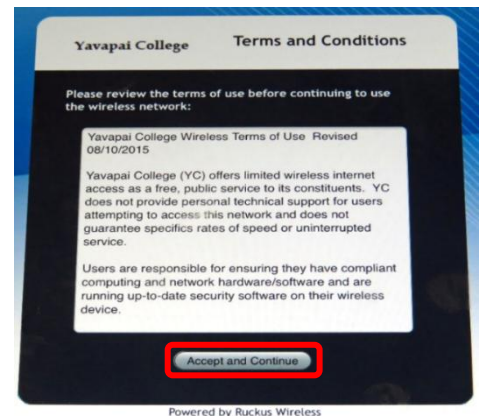 Yavapai College
Terms and Conditions
Please review the terms of use before continuing to use
the wireless network:
Yavapai College Wireless Terms of Use Revised
08/10/2015
Yavapai College (YC) offers limited wireless internet
access as a free, public service to its constituents. YC
does not provide personal technical support for users
attempting to access this network and does not
guarantee specifics rates of speed or uninterrupted
service.
Users are responsible for ensuring they have compliant
computing and network hardware/software and are
running up-to-date security software on their wireless
device.
Accept and Continue
Powered by Ruckus Wireless